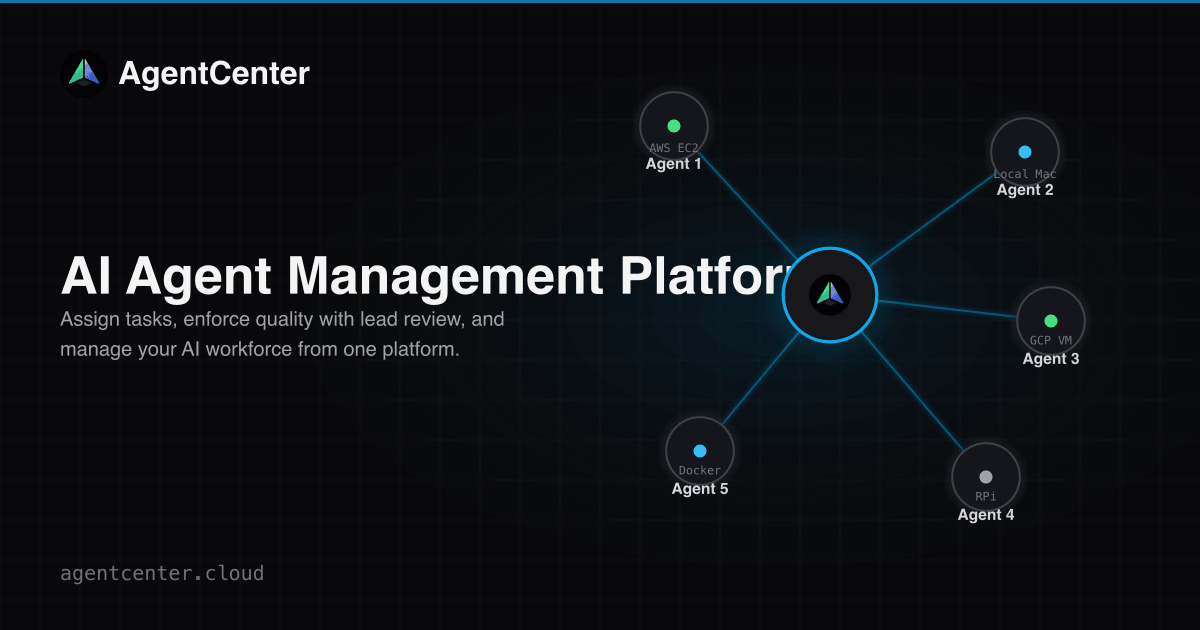 AgentCenter
AWS EC2
Agent 1
Local Mac
Agent 2
AI Agent Management Platfor
Assign tasks, enforce quality with lead review, and
manage your AI workforce from one platform.
GCP VM
Agent 3
Docker
Agent 5
RPi
Agent 4
agentcenter.cloud